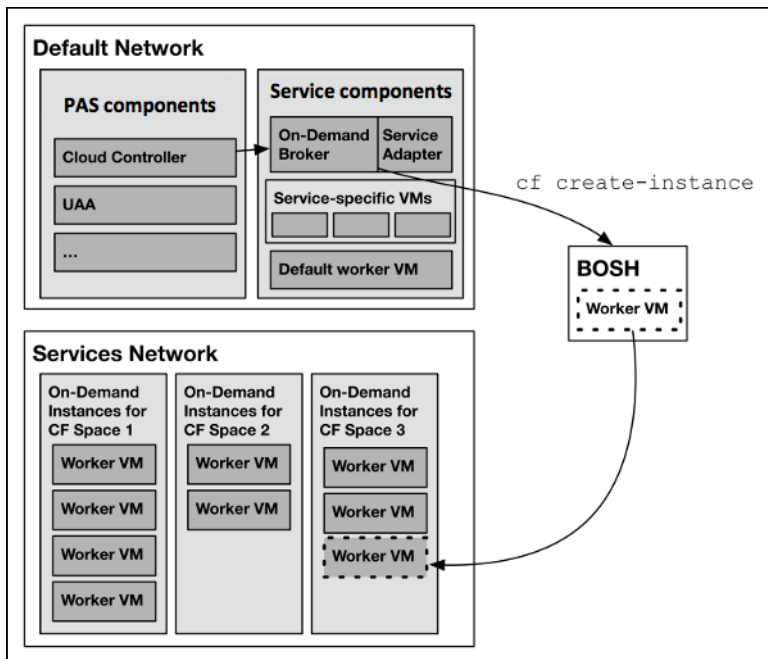 Default Network
PAS components
Cloud Controller
UAA
...
Service components
On-Demand
Broker
Service
Adapter
Service-specific VMs
Default worker VM
cf create-instance
BOSH
Worker VM
Services Network
On-Demand
Instances for
CF Space 1
Worker VM
Worker VM
Worker VM
Worker VM
On-Demand
Instances for
CF Space 2
Worker VM
Worker VM
On-Demand
Instances for
CF Space 3
Worker VM
Worker VM
Worker VM